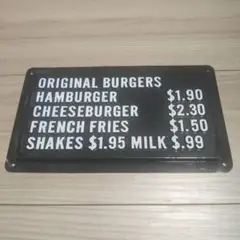 ORIGINAL BURGERS
HAMBURGER $1.90
CHEESEBURGER $2.30
FRENCH FRIES $1.50
SHAKES $1.95 MILK $.99